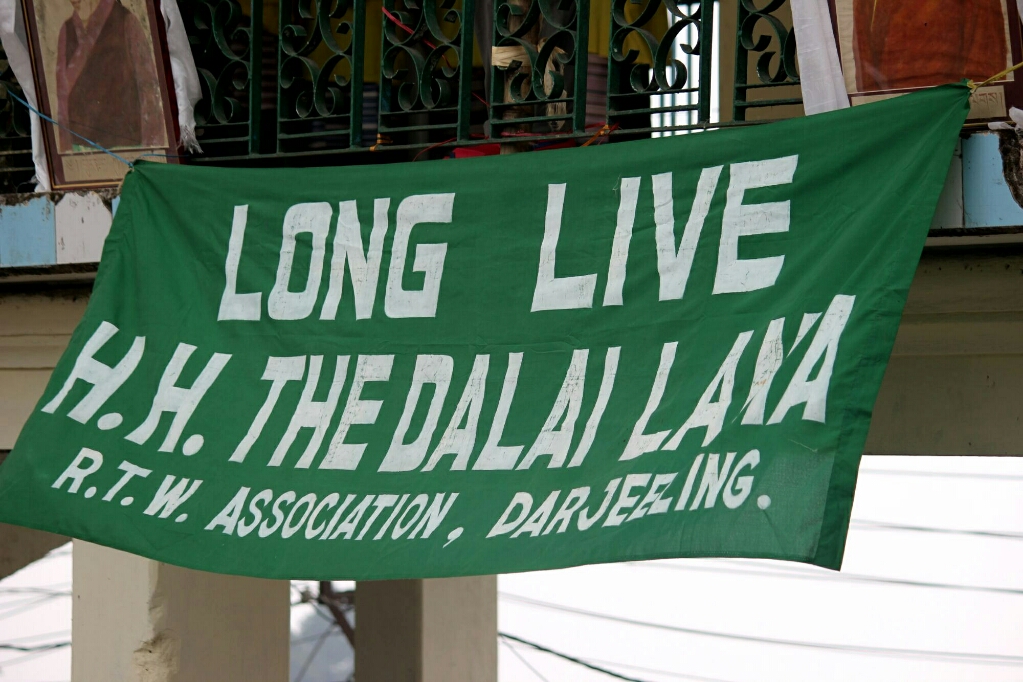 LONG LIVE
H.H. THE DALAI LAMA
R.T.W. ASSOCIATION, DARJEELING.